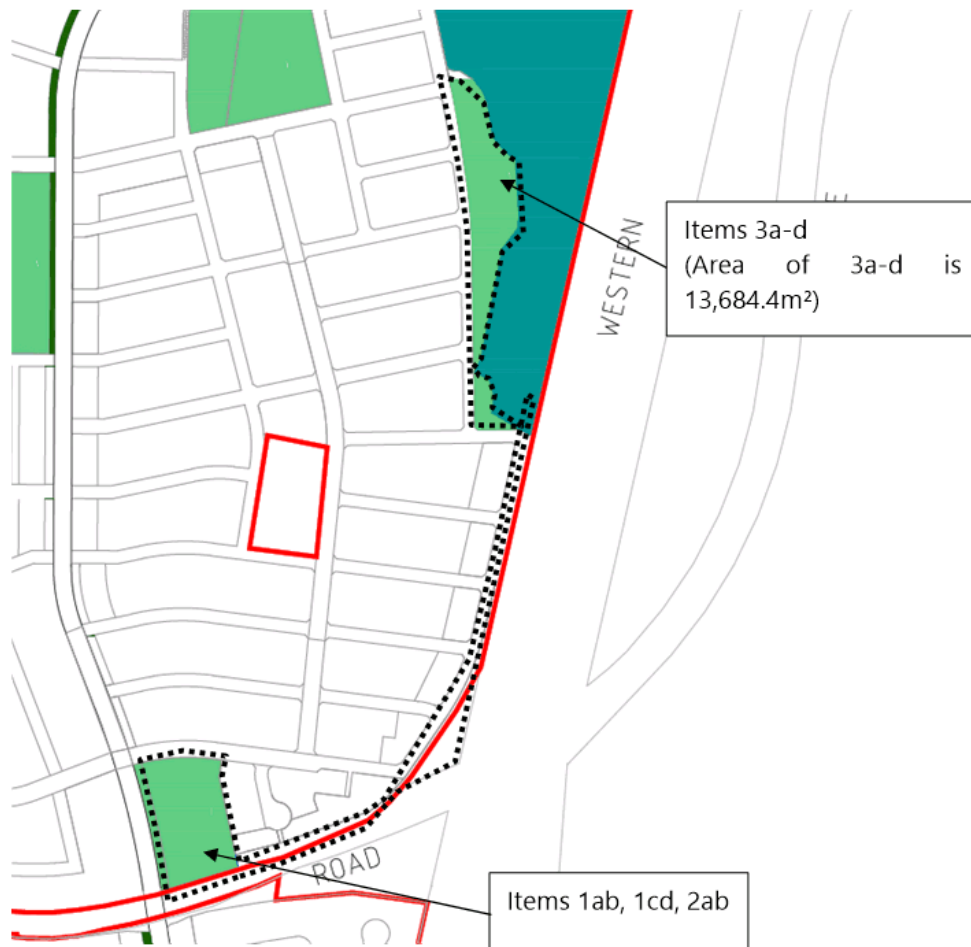 WESTERN
Items 3a-d
(Area of 3a-d is
13,684.4m²)
ROAD
Items 1ab, 1cd, 2ab